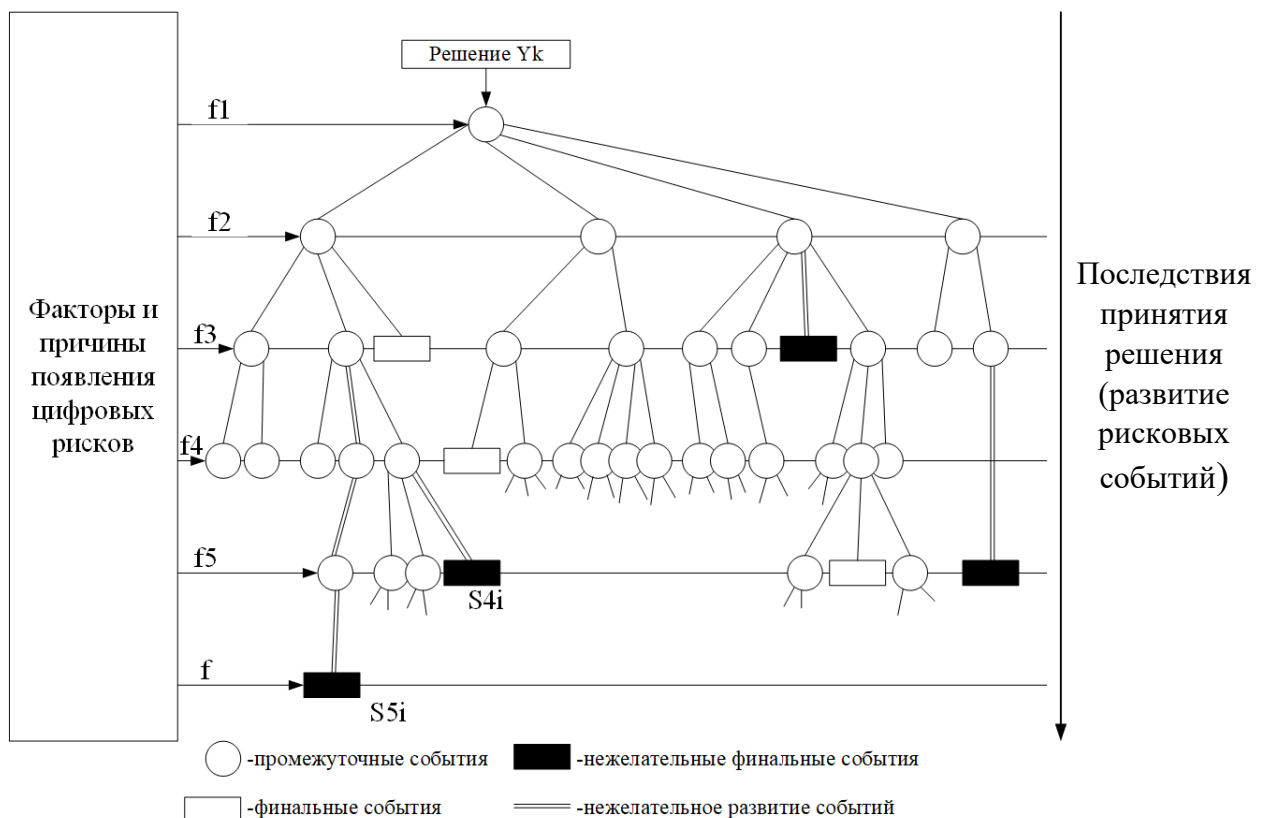 Решение Yk
f1
f2
f3
f4
f5
f
Факторы и
причины
появления
цифровых
рисков
S4i
S5i
Последствия
принятия
решения
(развитие
рисковых
событий)
-промежуточные события
-нежелательные финальные события
-финальные события
-нежелательное развитие событий